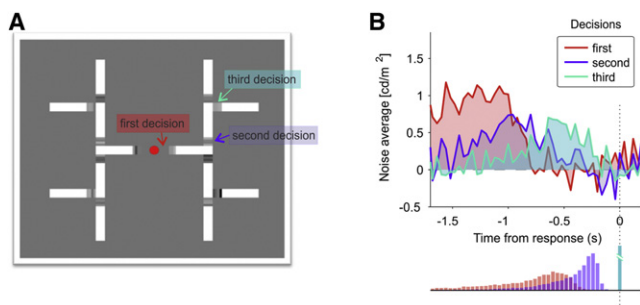 A
third decision
first decision
second decision
B
Decisions
first
second
third
Noise average [cd/m²]
1.5
1
0.5
0
-0.5
-1.5
-1
-0.5
0
Time from response (s)